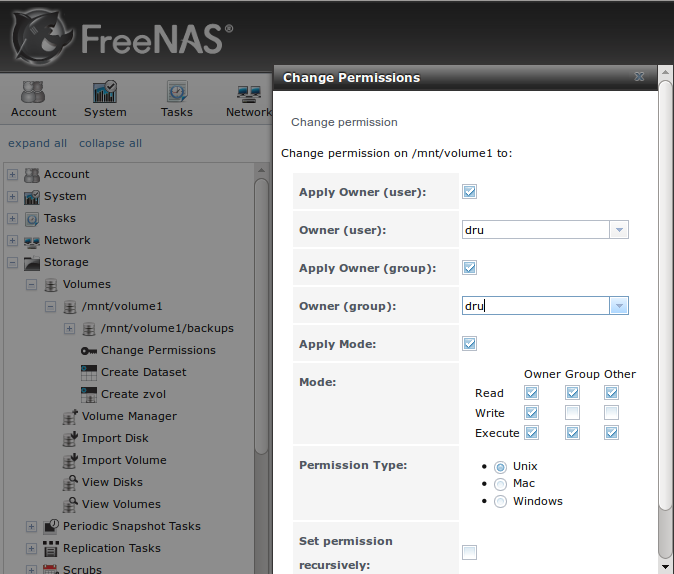 FreeNAS®
Account
System
Tasks
Network
expand all collapse all
Account
System
Tasks
Network
Storage
Volumes
/mnt/volume1
/mnt/volume1/backups
Change Permissions
Create Dataset
Create zvol
Volume Manager
Import Disk
Import Volume
View Disks
View Volumes
Periodic Snapshot Tasks
Replication Tasks
Scrubs
Change Permissions
Change permission
Change permission on /mnt/volume1 to:
Apply Owner (user):
Owner (user): dru
Apply Owner (group):
Owner (group): dru
Apply Mode:
Mode:
Owner Group Other
Read
Write
Execute
Permission Type:
Unix
Mac
Windows
Set permission
recursively: